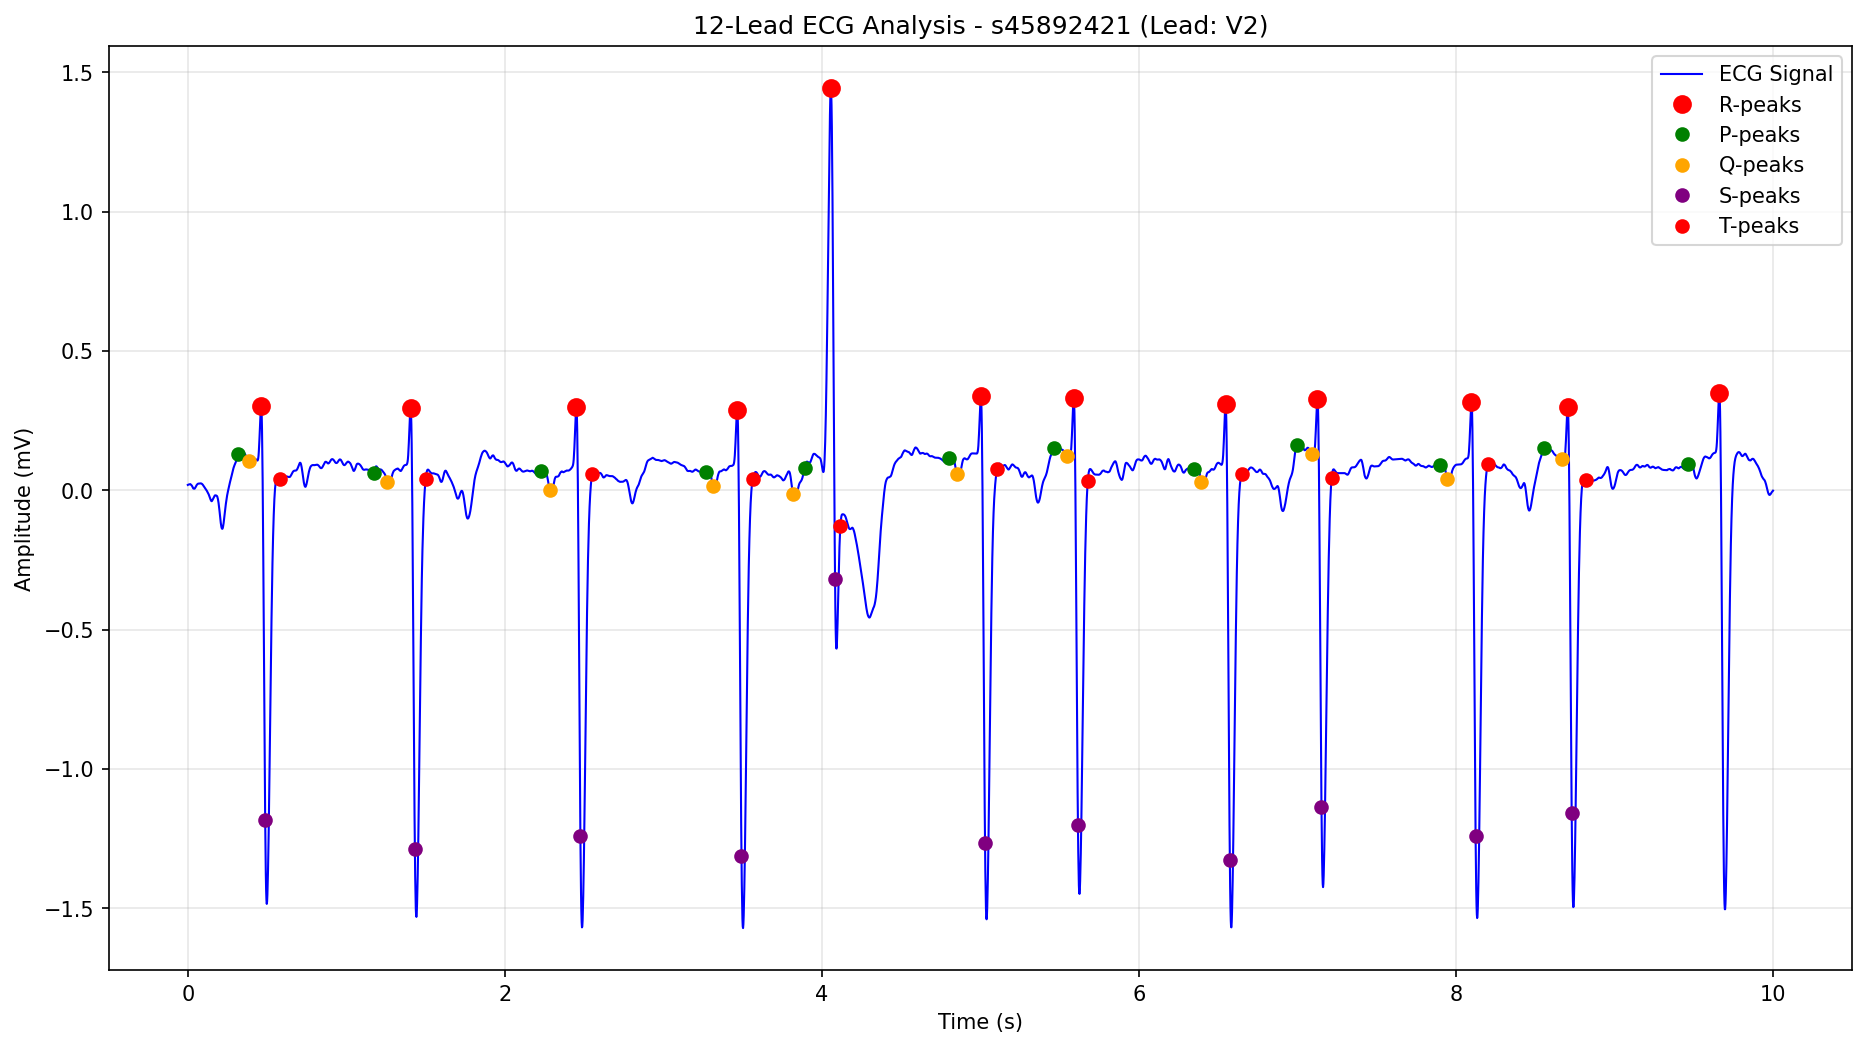 12-Lead ECG Analysis - s45892421 (Lead: V2)
ECG Signal
R-peaks
P-peaks
Q-peaks
S-peaks
T-peaks
Amplitude (mV)
1.5
1.0
0.5
0.0
−0.5
−1.0
−1.5
0 2 4 6 8 10
Time (s)